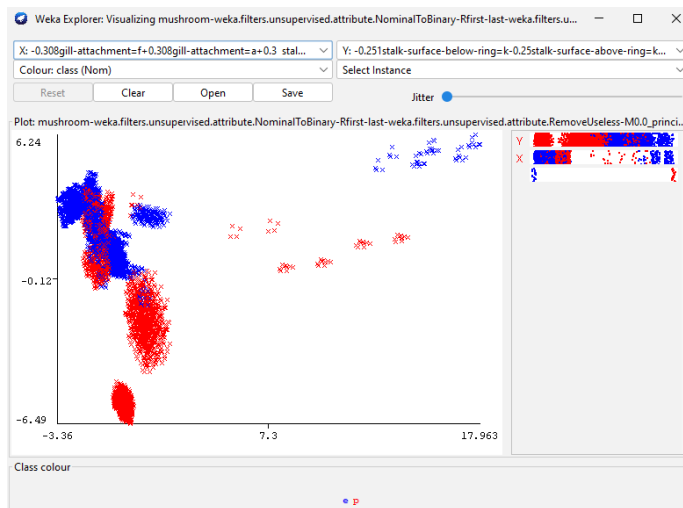 Weka Explorer: Visualizing mushroom-weka.filters.unsupervised.attribute.NominalToBinary-Rfirst-last-weka.filters.u...
X: -0.308gill-attachment=f+0.308gill-attachment=a+0.3 stal...
Y: -0.251stalk-surface-below-ring=k-0.25stalk-surface-above-ring=k...
Colour: class (Nom)
Select Instance
Reset
Clear
Open
Save
Jitter
Plot: mushroom-weka.filters.unsupervised.attribute.NominalToBinary-Rfirst-last-weka.filters.unsupervised.attribute.RemoveUseless-M0.0_princi...
6.24
-0.12
-6.49
-3.36
7.3
17.963
Y
X
Class colour
e p